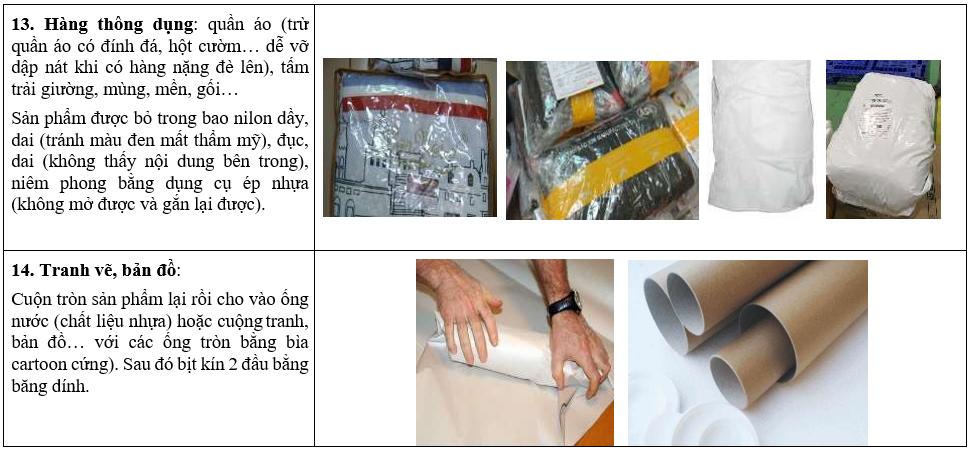 13. Hàng thông dụng: quần áo (trừ
quần áo có đính đá, hột cườm… dễ vỡ
dập nát khi có hàng nặng đè lên), tấm
trải giường, mùng, mền, gối…
Sản phẩm được bỏ trong bao nilon dầy,
dai (tránh màu đen mất thẩm mỹ), đục,
dai (không thấy nội dung bên trong),
niêm phong bằng dụng cụ ép nhựa
(không mở được và gắn lại được).
14. Tranh vẽ, bản đồ:
Cuộn tròn sản phẩm lại rồi cho vào ống
nước (chất liệu nhựa) hoặc cuộng tranh,
bản đồ… với các ống tròn bằng bìa
cartoon cứng). Sau đó bịt kín 2 đầu bằng
băng dính.